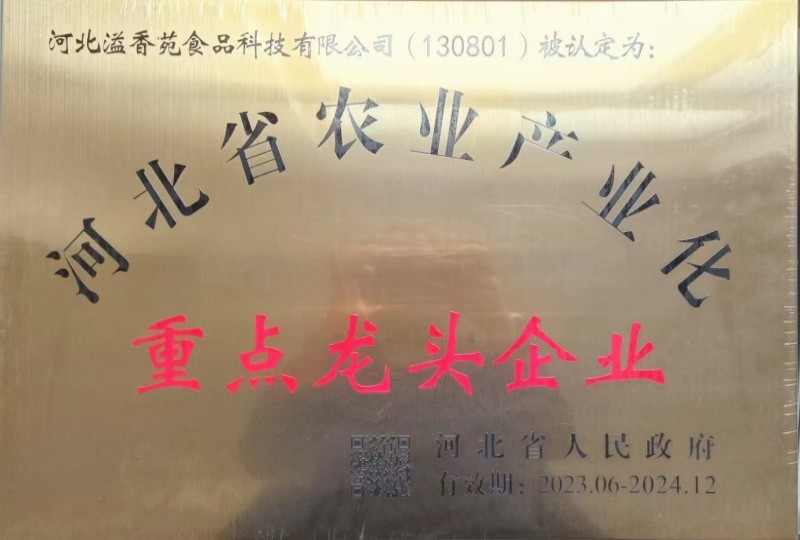 河北溢香苑食品科技有限公司（130801）被认定为：
河北省农业产业化
重点龙头企业
河北省人民政府
有效期：2023.06-2024.12